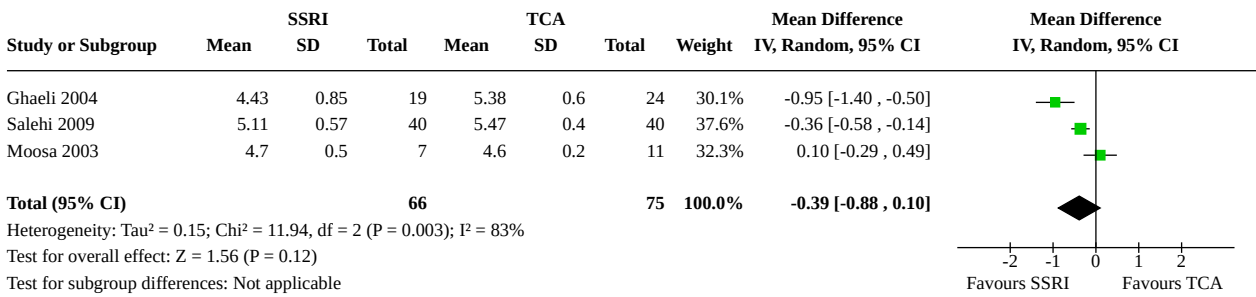 SSRI TCA Mean Difference Mean Difference
Study or Subgroup Mean SD Total Mean SD Total Weight IV, Random, 95% CI IV, Random, 95% CI
Ghaeli 2004 4.43 0.85 19 5.38 0.6 24 30.1% -0.95 [-1.40 , -0.50]
Salehi 2009 5.11 0.57 40 5.47 0.4 40 37.6% -0.36 [-0.58 , -0.14]
Moosa 2003 4.7 0.5 7 4.6 0.2 11 32.3% 0.10 [-0.29 , 0.49]
Total (95% CI) 66 75 100.0% -0.39 [-0.88 , 0.10]
Heterogeneity: Tau² = 0.15; Chi² = 11.94, df = 2 (P = 0.003); I² = 83%
Test for overall effect: Z = 1.56 (P = 0.12)
-2 -1 0 1 2
Test for subgroup differences: Not applicable
Favours SSRI Favours TCA